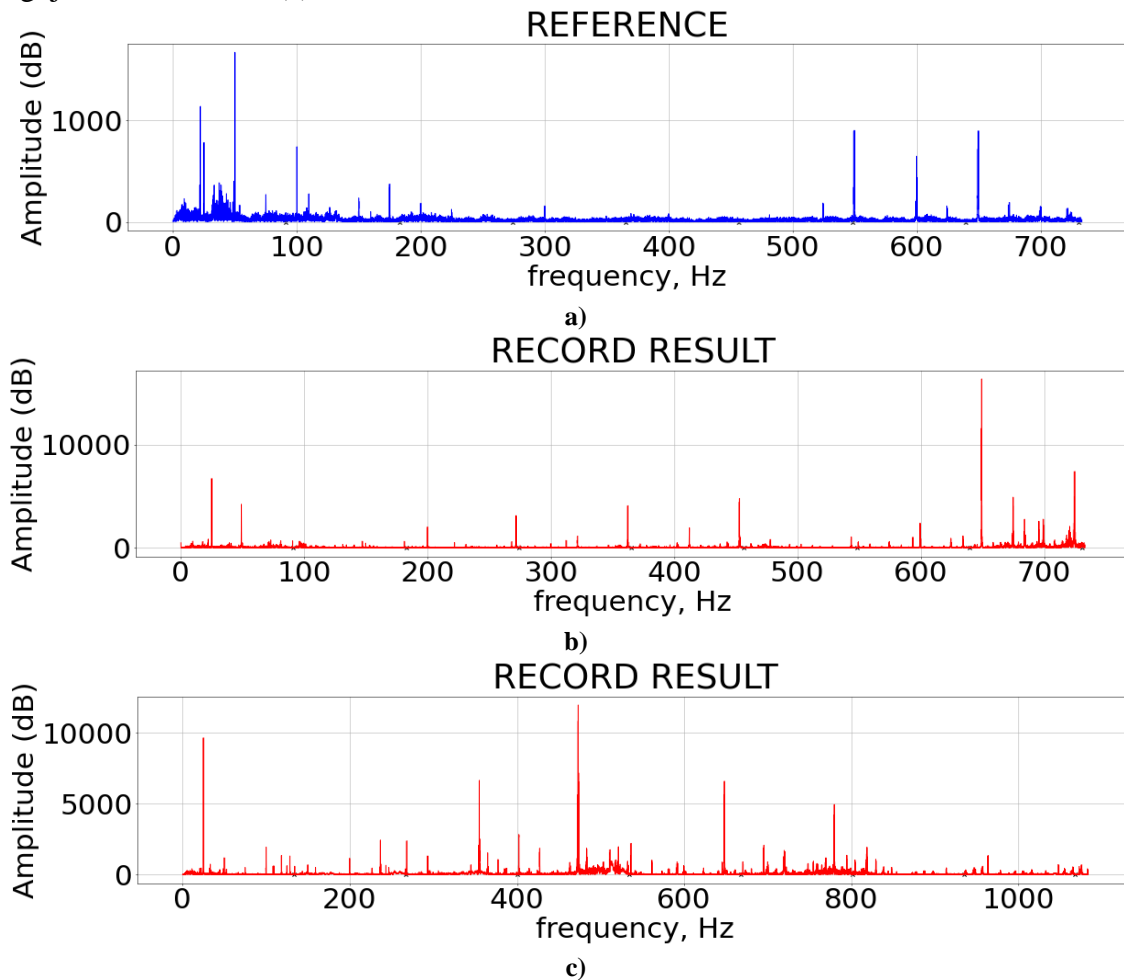 REFERENCE
Amplitude (dB)
1000
0
0 100 200 300 400 500 600 700
frequency, Hz
a)
RECORD RESULT
Amplitude (dB)
10000
0
0 100 200 300 400 500 600 700
frequency, Hz
b)
RECORD RESULT
Amplitude (dB)
10000
5000
0
0 200 400 600 800 1000
frequency, Hz
c)